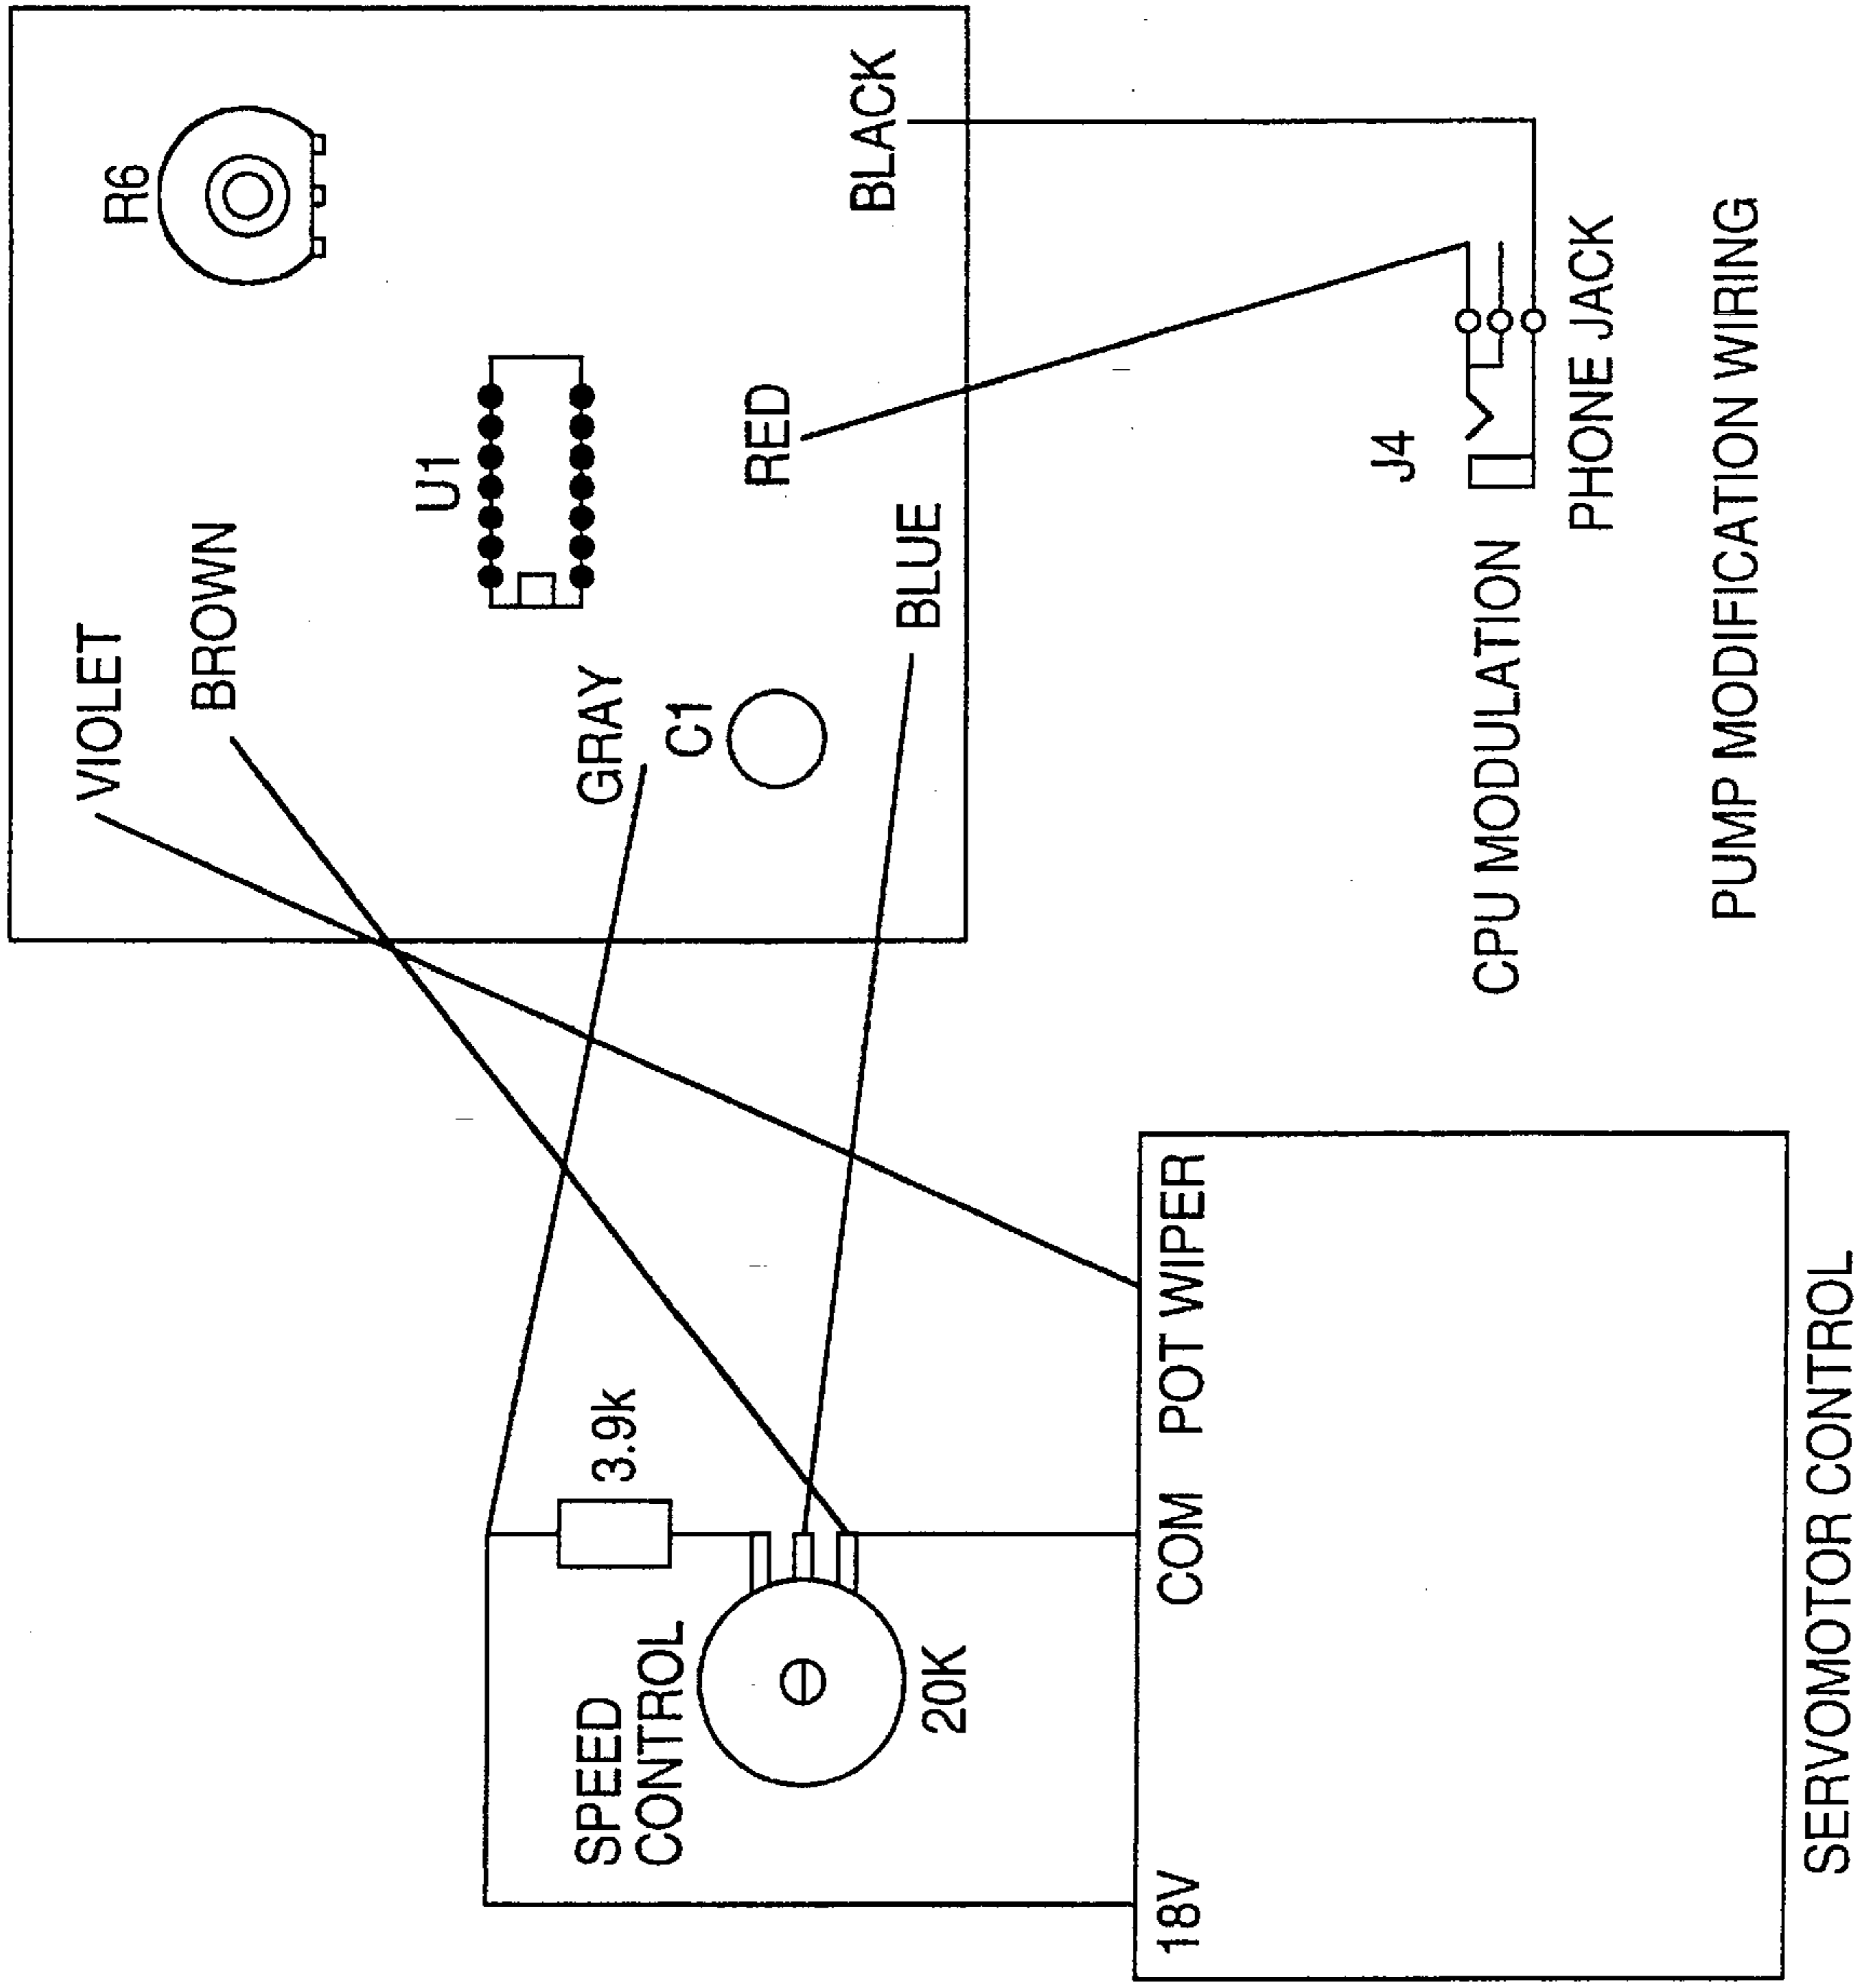 VIOLET
BROWN
R6
U1
GRAY
C1
RED
BLUE
BLACK
SPEED
CONTROL
3.9k
20K
18V
COM
POT WIPER
SERVOMOTOR CONTROL
J4
CPU MODULATION
PHONE JACK
PUMP MODIFICATION WIRING